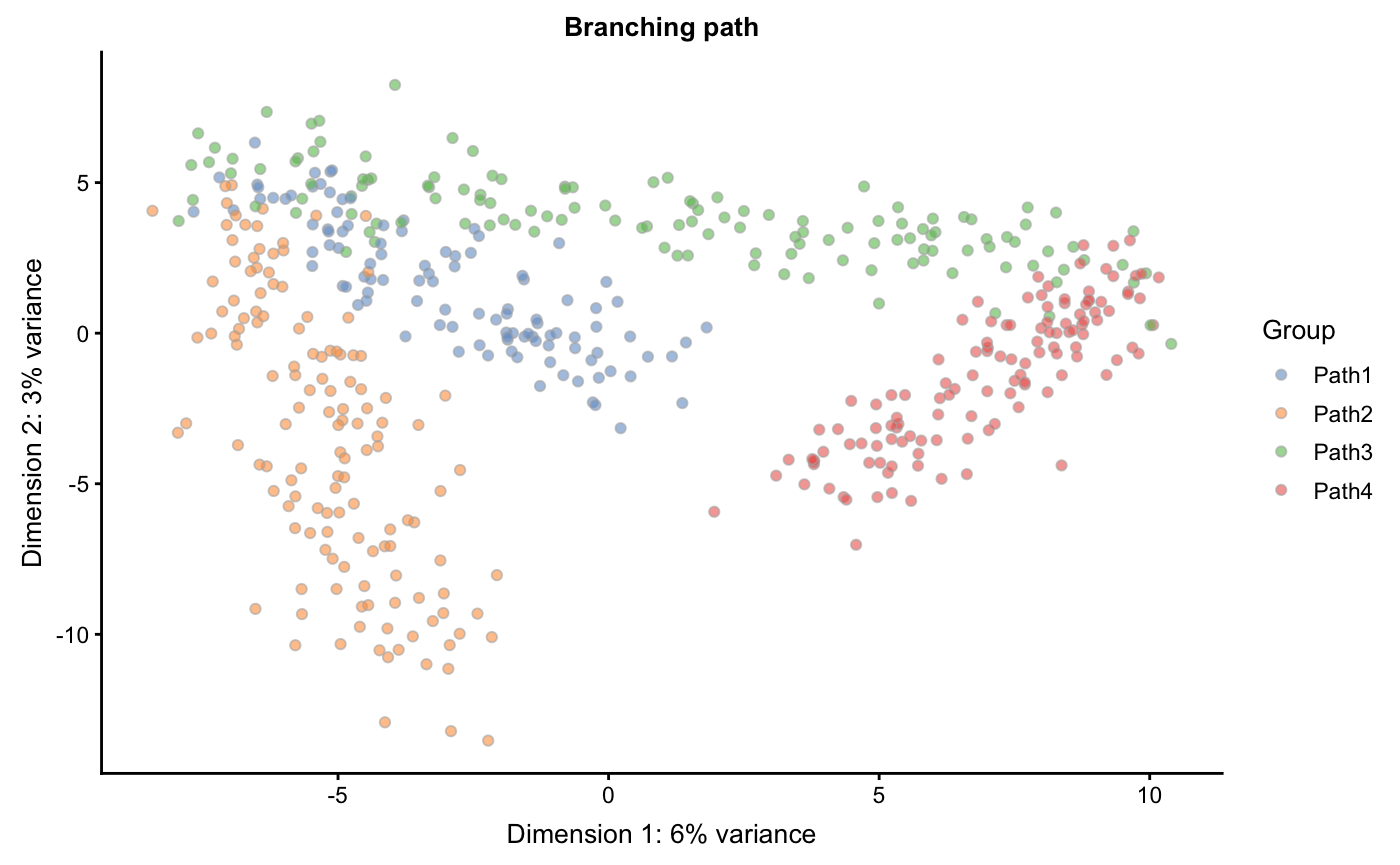 Branching path
Dimension 2: 3% variance
5
0
-5
-10
-5
0
5
10
Dimension 1: 6% variance
Group
Path1
Path2
Path3
Path4